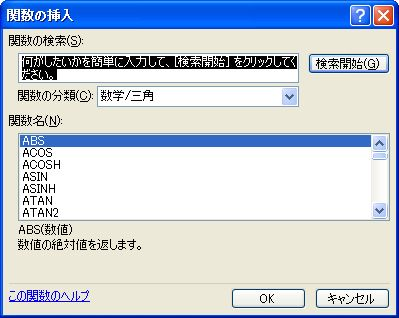 関数の挿入
関数の検索(S):
何がしたいかを簡単に入力して、[検索開始] をクリックしてく
ださい。
検索開始(G)
関数の分類(C): 数学/三角
関数名(N):
ABS
ACOS
ACOSH
ASIN
ASINH
ATAN
ATAN2
ABS(数値)
数値の絶対値を返します。
この関数のヘルプ
OK
キャンセル